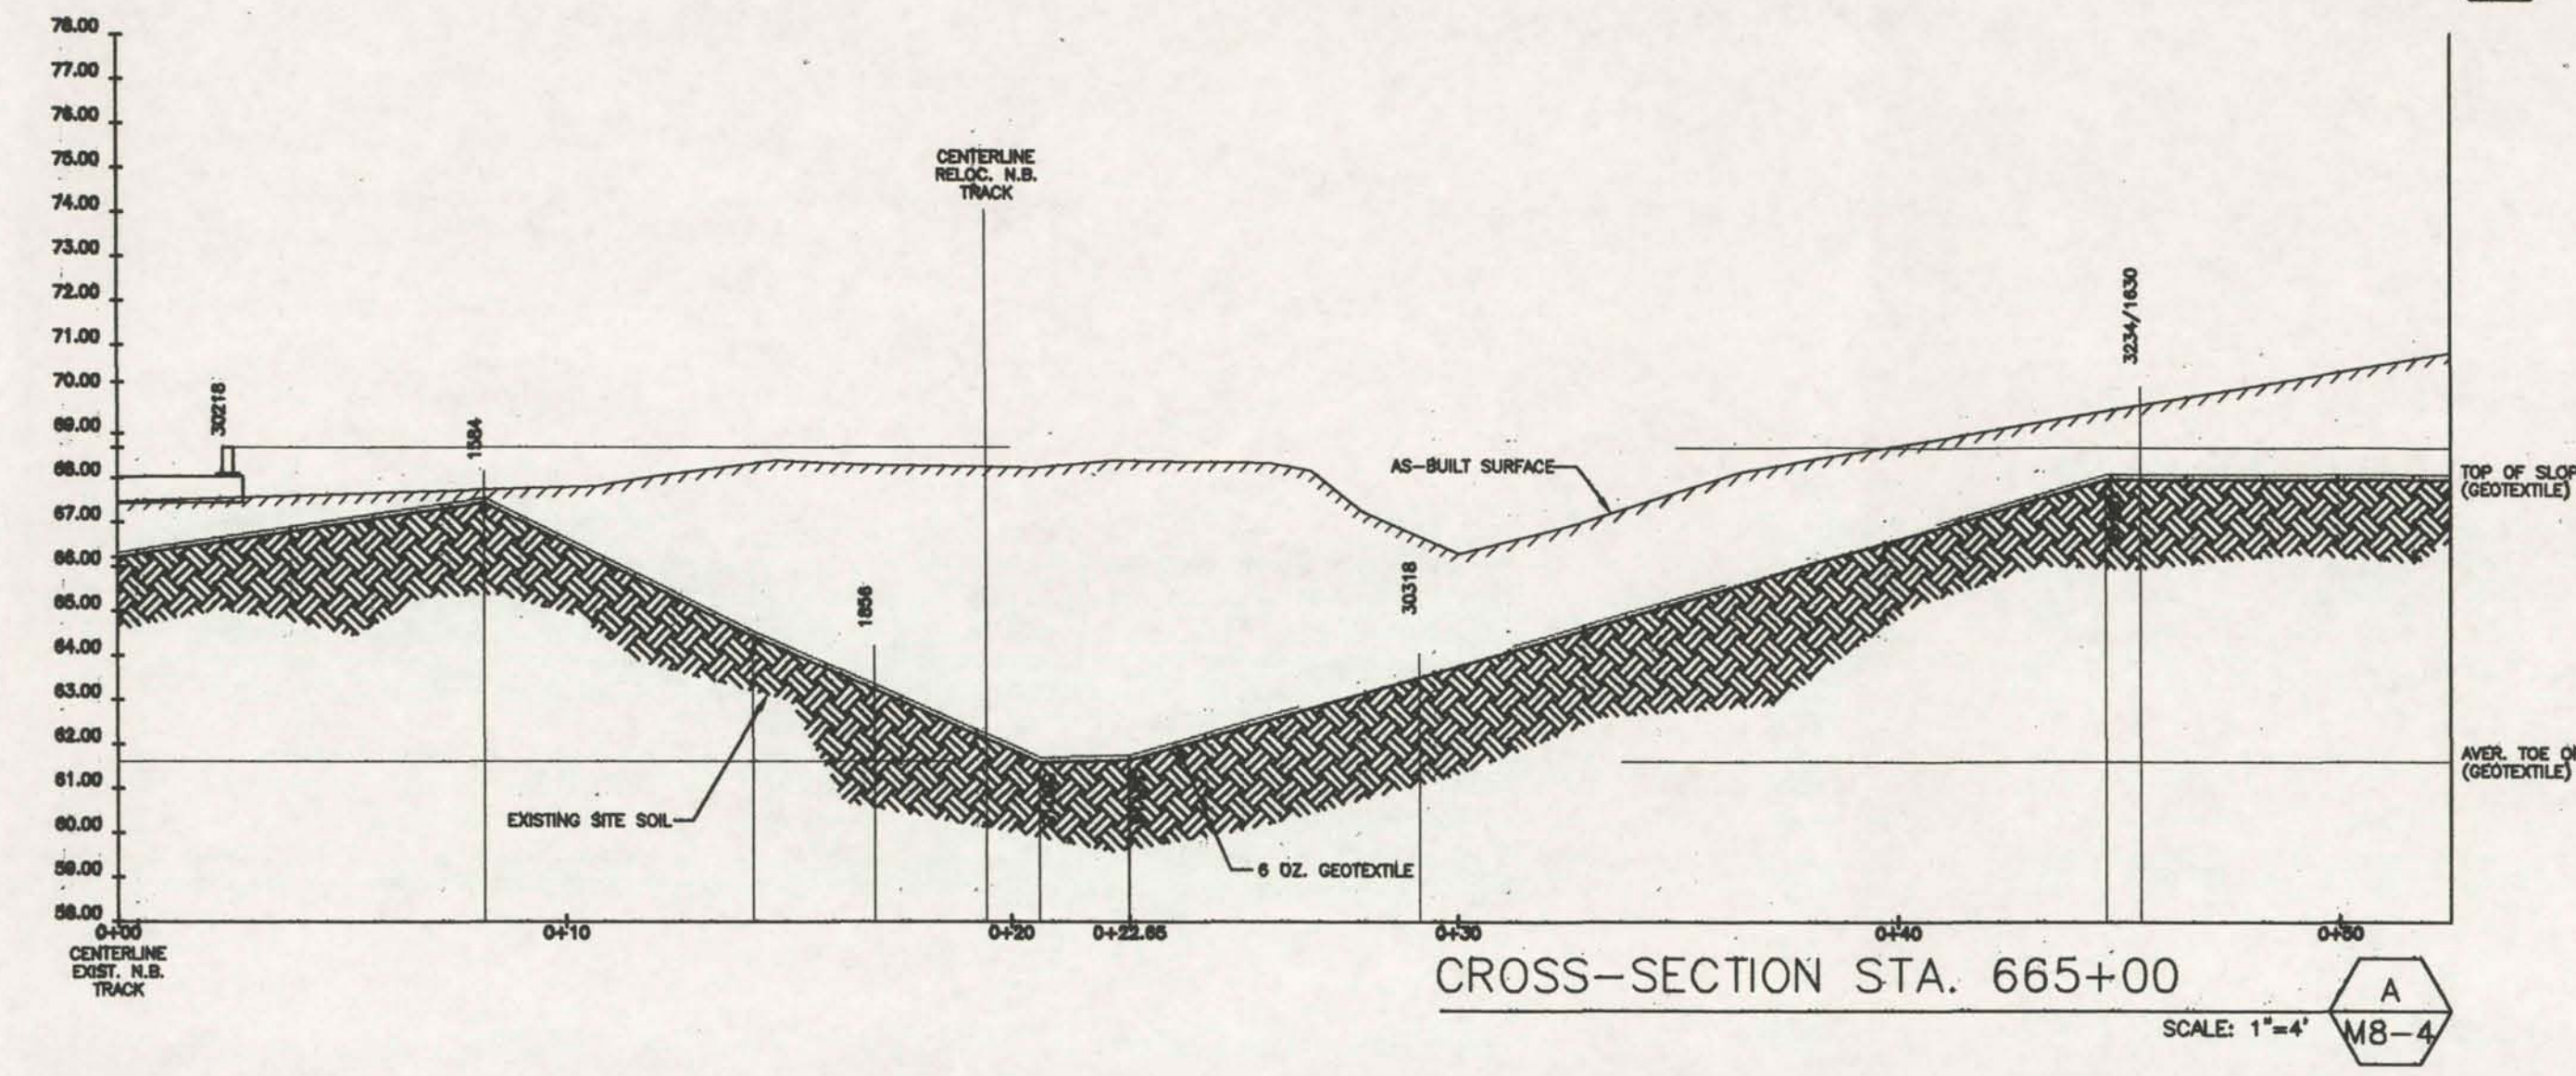 78.00
77.00
76.00
75.00
74.00
73.00
72.00
71.00
70.00
69.00
68.00
67.00
66.00
65.00
64.00
63.00
62.00
61.00
60.00
59.00
58.00
CENTERLINE
RELOC. N.B.
TRACK
30218
1584
1856
30318
3234/1630
AS-BUILT SURFACE
TOP OF
(GEOTEXTILE)
AVER. TOE
(GEOTEXTILE)
EXISTING SITE SOIL
6 OZ. GEOTEXTILE
0+00
0+10
0+20
0+22.65
0+30
0+40
0+50
CENTERLINE
EXIST. N.B.
TRACK
CROSS-SECTION STA. 665+00
SCALE: 1"=4'
A
M8-4